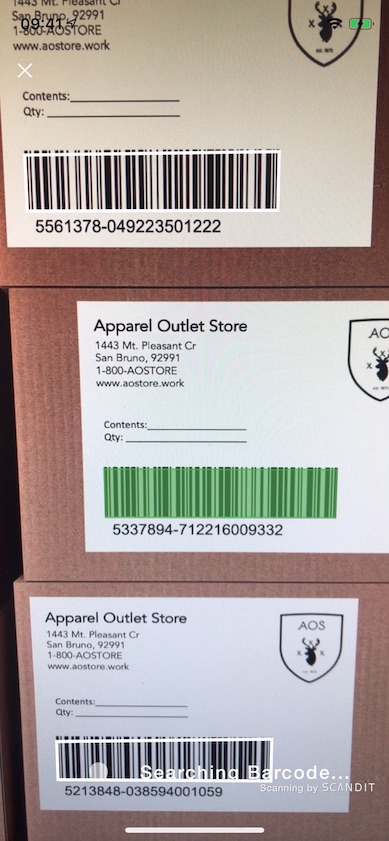 1443 Mt. Pleasant Cr
San Bruno, 92991
09:41
1-800-AOSTORE
www.aostore.work
Contents:
Qty:
5561378-049223501222
Apparel Outlet Store
1443 Mt. Pleasant Cr
San Bruno, 92991
1-800-AOSTORE
www.aostore.work
AO
Contents:
Qty:
5337894-712216009332
Apparel Outlet Store
1443 Mt. Pleasant Cr
San Bruno, 92991
1-800-AOSTORE
www.aostore.work
AOS
X X
Contents:
Qty:
Searching Barcode...
Scanning by SCANDIT
5213848-038594001059